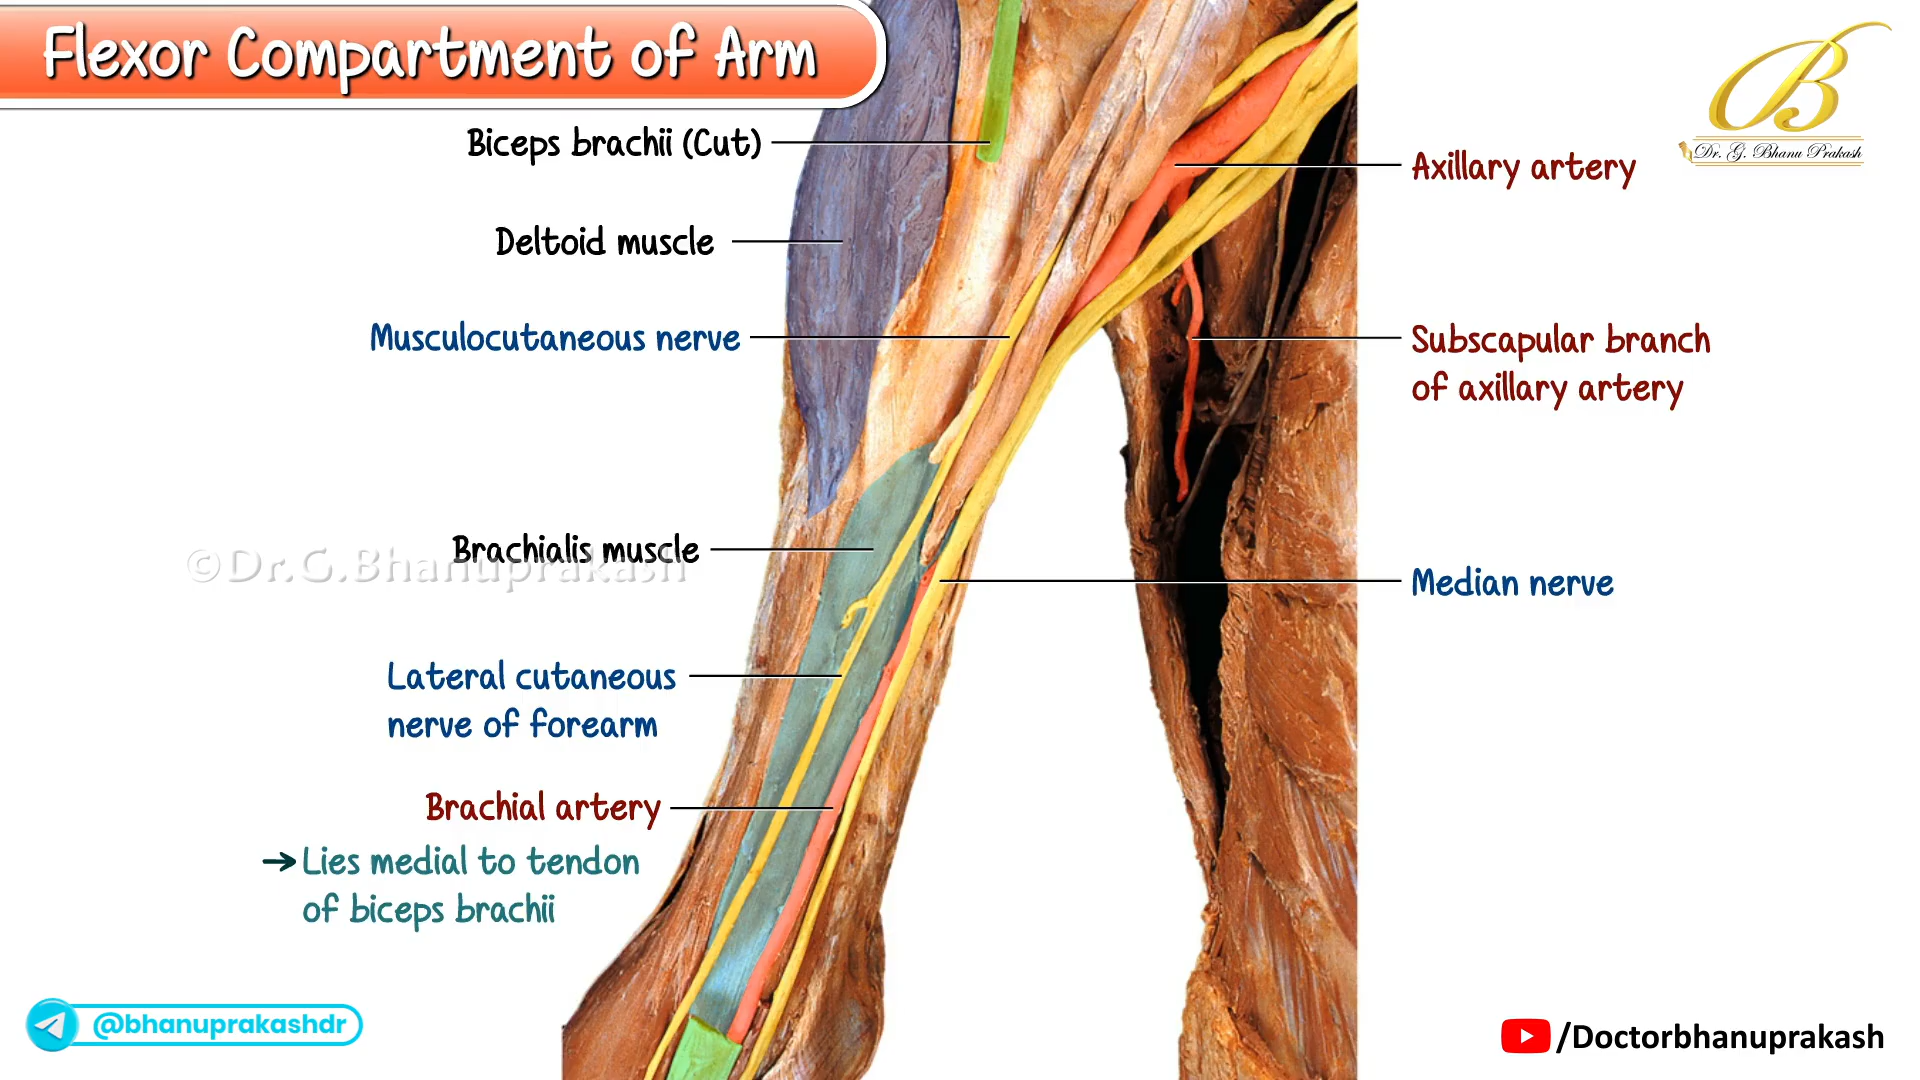 Flexor Compartment of Arm
B
Dr. G. Bhanu Prakash
Biceps brachii (Cut)
Axillary artery
Deltoid muscle
Musculocutaneous nerve
Subscapular branch
of axillary artery
Brachialis muscle
©Dr.G.Bhanuprakash
Median nerve
Lateral cutaneous
nerve of forearm
Brachial artery
→ Lies medial to tendon
of biceps brachii
@bhanuprakashdr
/Doctorbhanuprakash